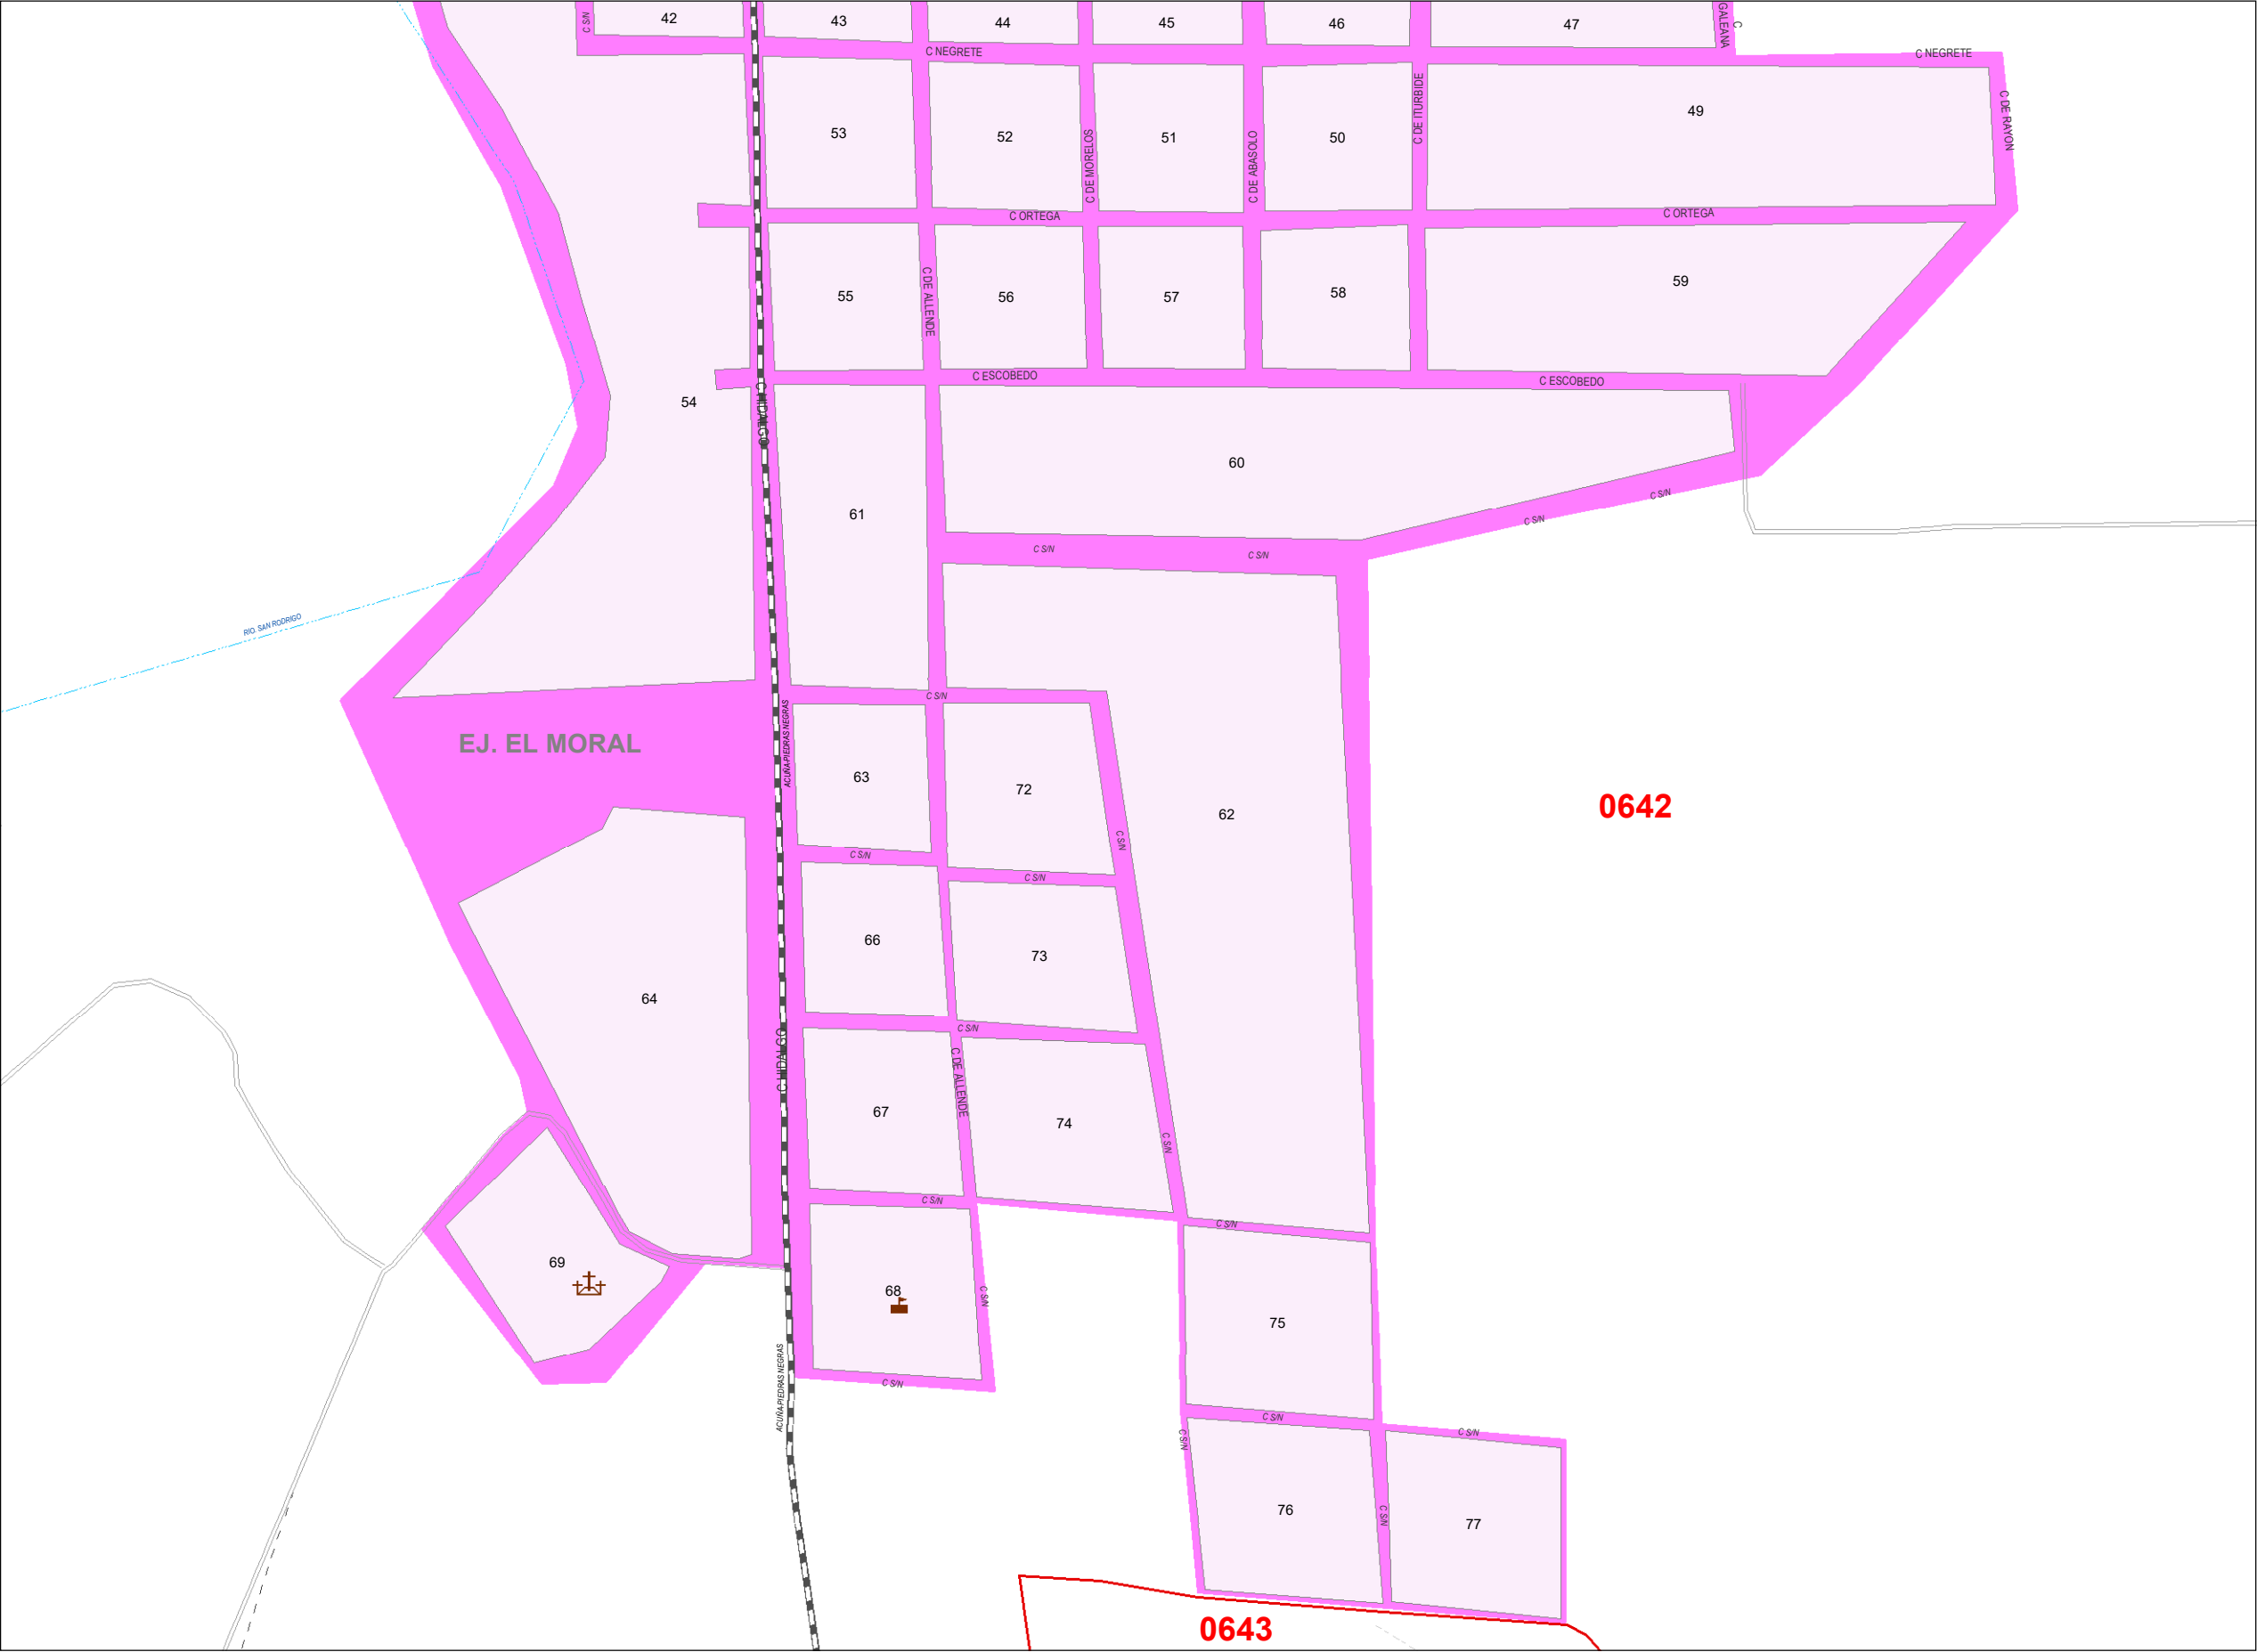 42
43
44
45
46
47
C S/N
C
GALEANA
C NEGRETE
C NEGRETE
53
52
51
50
49
C DE MORELOS
C DE ABASOLO
C DE ITURBIDE
C DE RAYON
C ORTEGA
C ORTEGA
55
56
57
58
59
C DE ALLENDE
C ESCOBEDO
C ESCOBEDO
54
C HIDALGO
61
60
C S/N
C S/N
C S/N
C S/N
RIO. SAN RODRIGO
C S/N
EJ. EL MORAL
ACUÑA-PIEDRAS NEGRAS
63
72
62
0642
C S/N
C S/N
C S/N
66
73
64
C S/N
C HIDALGO
C DE ALLENDE
67
74
C S/N
C S/N
C S/N
69
68
C S/N
75
ACUÑA-PIEDRAS NEGRAS
C S/N
C S/N
C S/N
C S/N
76
77
C S/N
0643